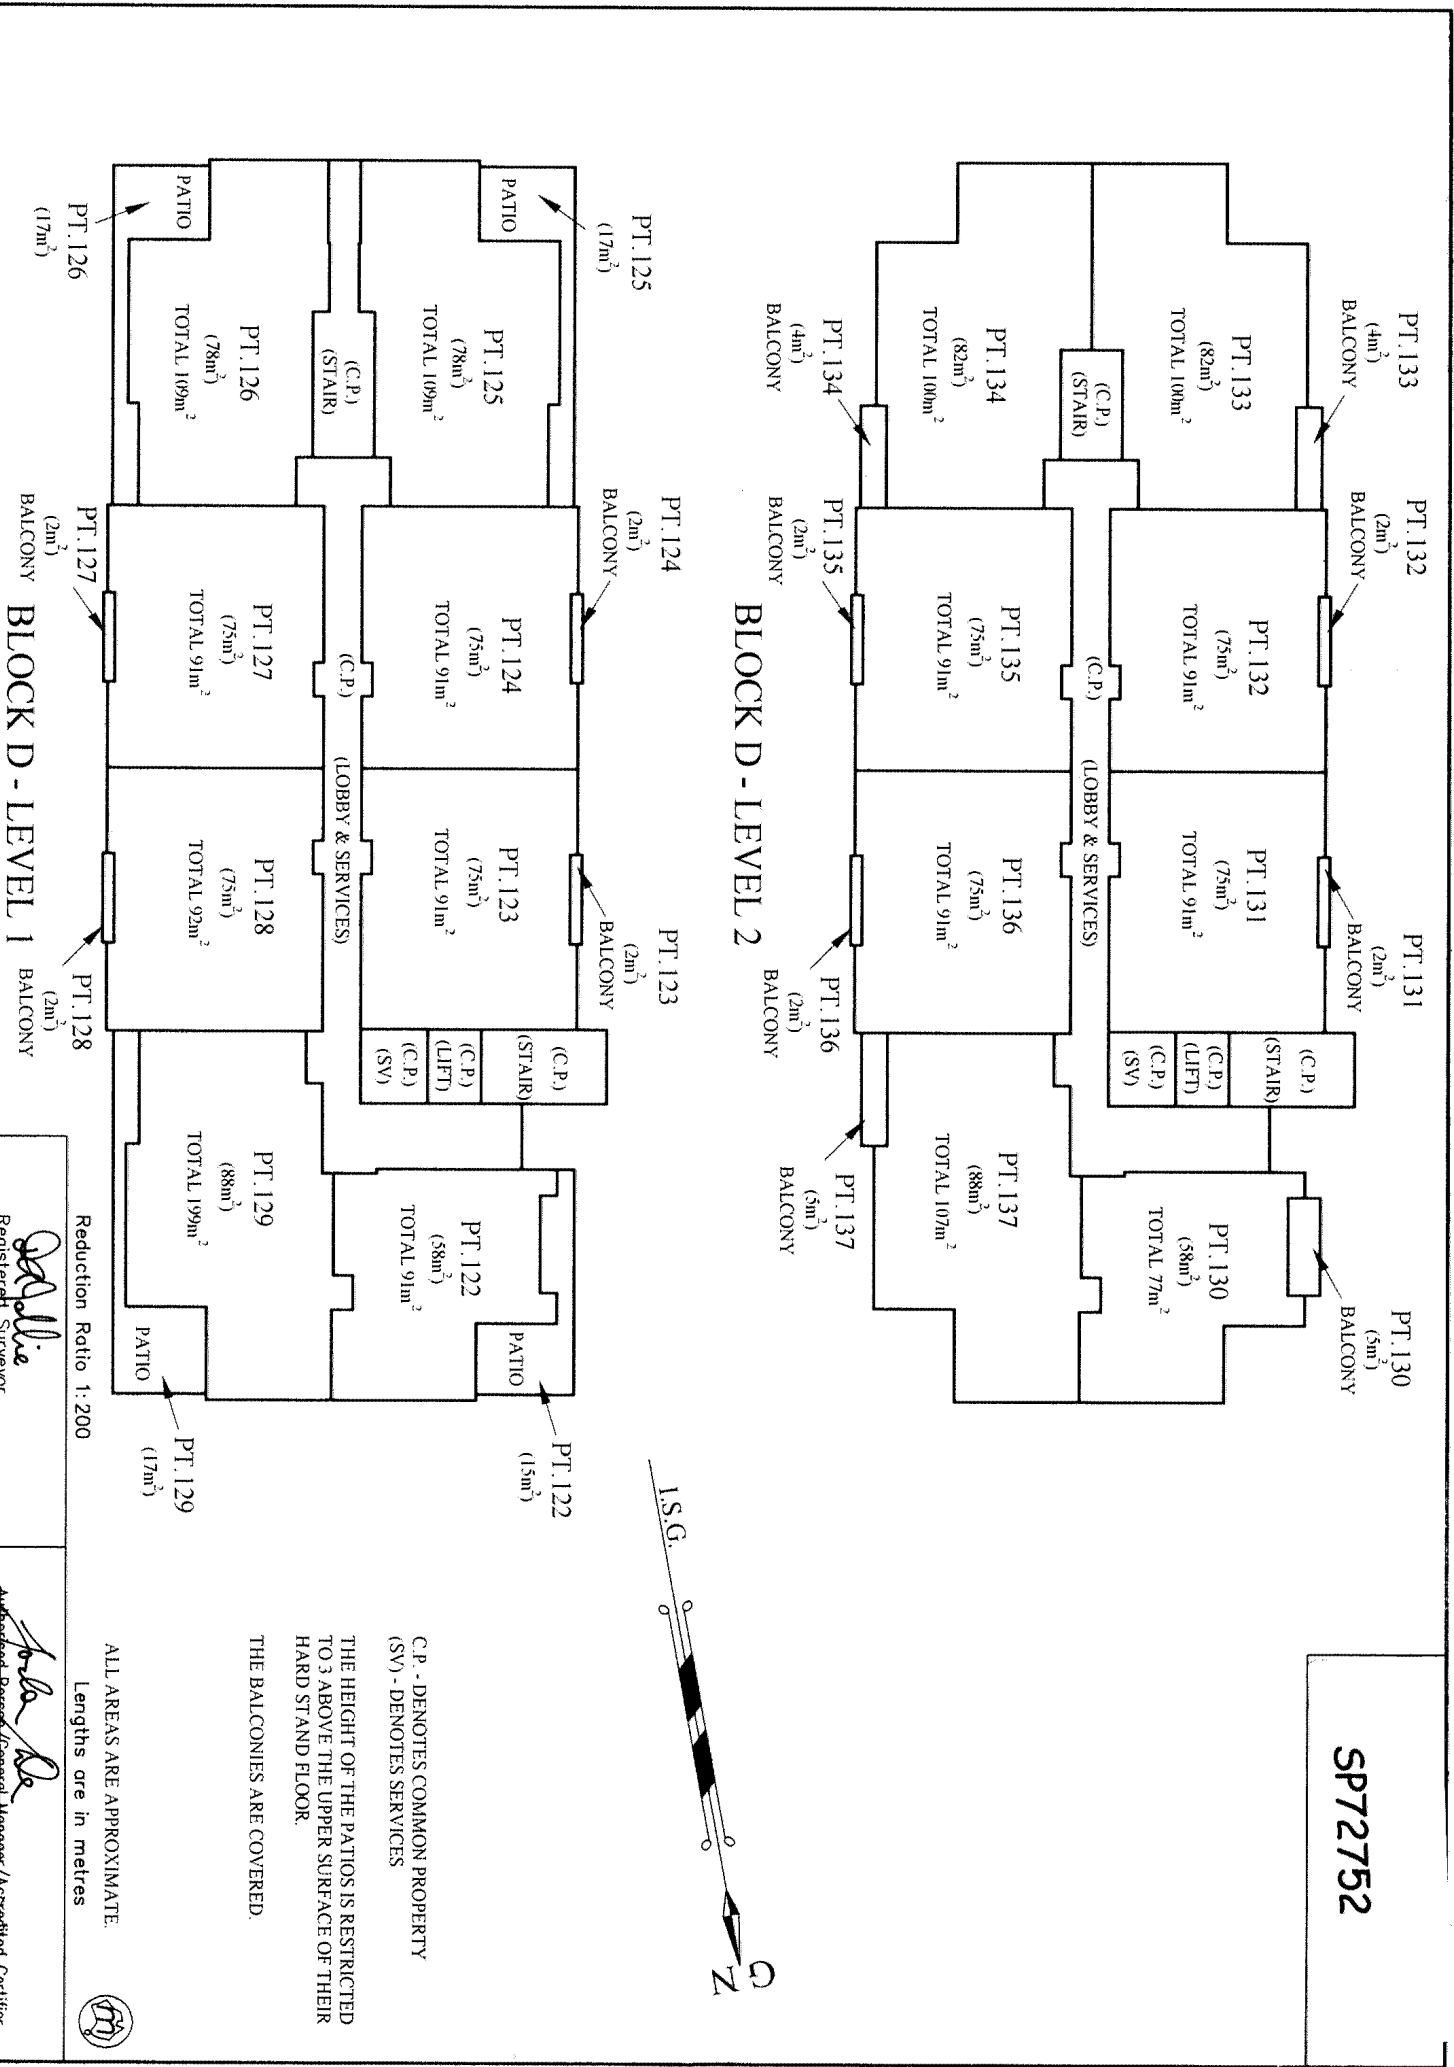 SP72752
PT.133
(4m²)
BALCONY
PT.132
(2m²)
BALCONY
PT.131
(2m²)
BALCONY
PT.130
(5m²)
BALCONY
PT.133
(82m²)
TOTAL 100m²
PT.132
(75m²)
TOTAL 91m²
PT.131
(75m²)
TOTAL 91m²
PT.130
(58m²)
TOTAL 77m²
(C.P.)
(STAIR)
(C.P.)
(LOBBY & SERVICES)
(C.P.)
(STAIR)
(C.P.)
(LIFT)
(C.P.)
(SV)
PT.134
(82m²)
TOTAL 100m²
PT.135
(75m²)
TOTAL 91m²
PT.136
(75m²)
TOTAL 91m²
PT.137
(88m²)
TOTAL 107m²
PT.134
(4m²)
BALCONY
PT.135
(2m²)
BALCONY
PT.136
(2m²)
BALCONY
PT.137
(5m²)
BALCONY
BLOCK D - LEVEL 2
I.S.G.
G
N
PT.125
(17m²)
PATIO
PT.124
(2m²)
BALCONY
PT.123
(2m²)
BALCONY
PT.122
(15m²)
PATIO
PT.125
(78m²)
TOTAL 109m²
PT.124
(75m²)
TOTAL 91m²
PT.123
(75m²)
TOTAL 91m²
PT.122
(58m²)
TOTAL 91m²
(C.P.)
(STAIR)
(C.P.)
(LOBBY & SERVICES)
(C.P.)
(STAIR)
(C.P.)
(LIFT)
(C.P.)
(SV)
PT.126
(78m²)
TOTAL 109m²
PT.127
(75m²)
TOTAL 91m²
PT.128
(75m²)
TOTAL 92m²
PT.129
(88m²)
TOTAL 199m²
PATIO
PT.126
(17m²)
PT.127
(2m²)
BALCONY
PT.128
(2m²)
BALCONY
PATIO
PT.129
(17m²)
BLOCK D - LEVEL 1
C.P. - DENOTES COMMON PROPERTY
(SV) - DENOTES SERVICES
THE HEIGHT OF THE PATIOS IS RESTRICTED
TO 3 ABOVE THE UPPER SURFACE OF THEIR
HARD STAND FLOOR.
THE BALCONIES ARE COVERED.
ALL AREAS ARE APPROXIMATE.
Reduction Ratio 1:200
Lengths are in metres
Registered Surveyor
Authorised Person/General Manager/Accredited Certifier